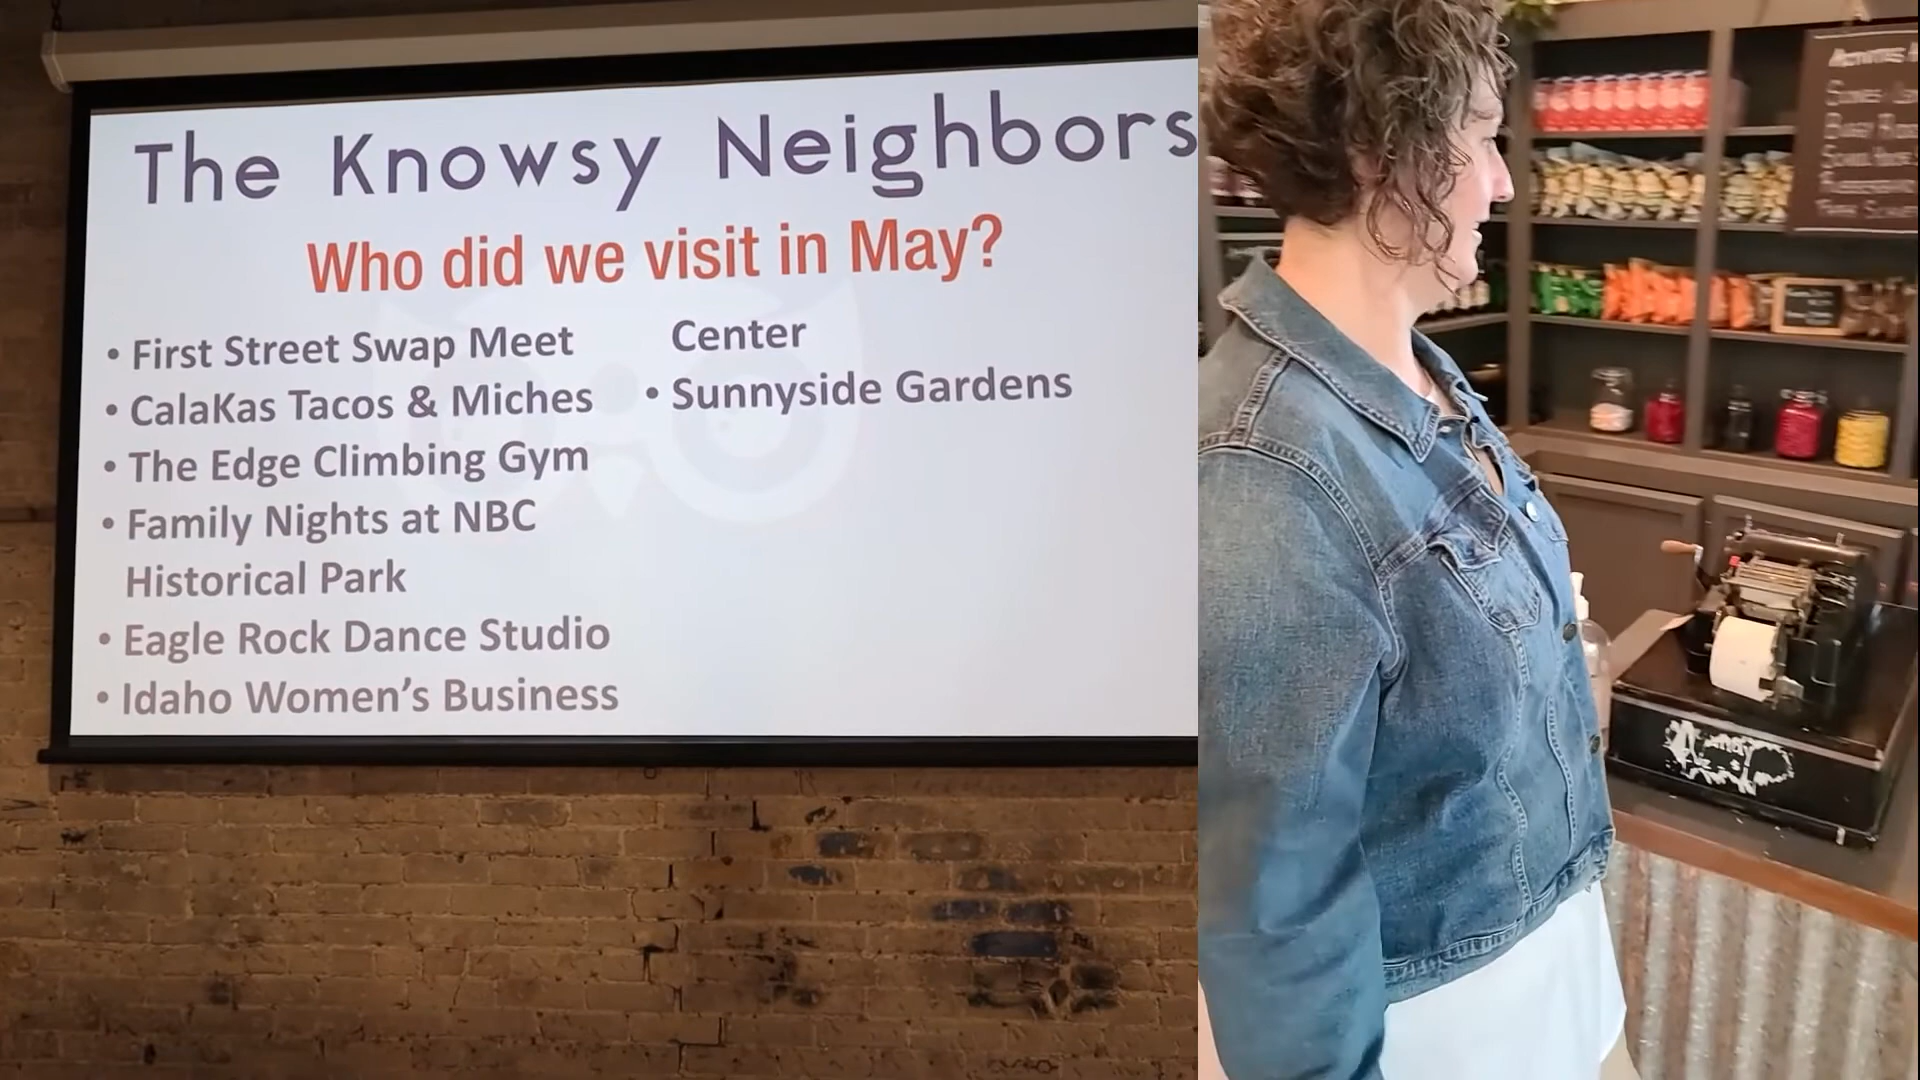 The Knowsy Neighbors
Who did we visit in May?
• First Street Swap Meet
• CalaKas Tacos & Miches
• The Edge Climbing Gym
• Family Nights at NBC
Historical Park
• Eagle Rock Dance Studio
• Idaho Women's Business
Center
• Sunnyside Gardens